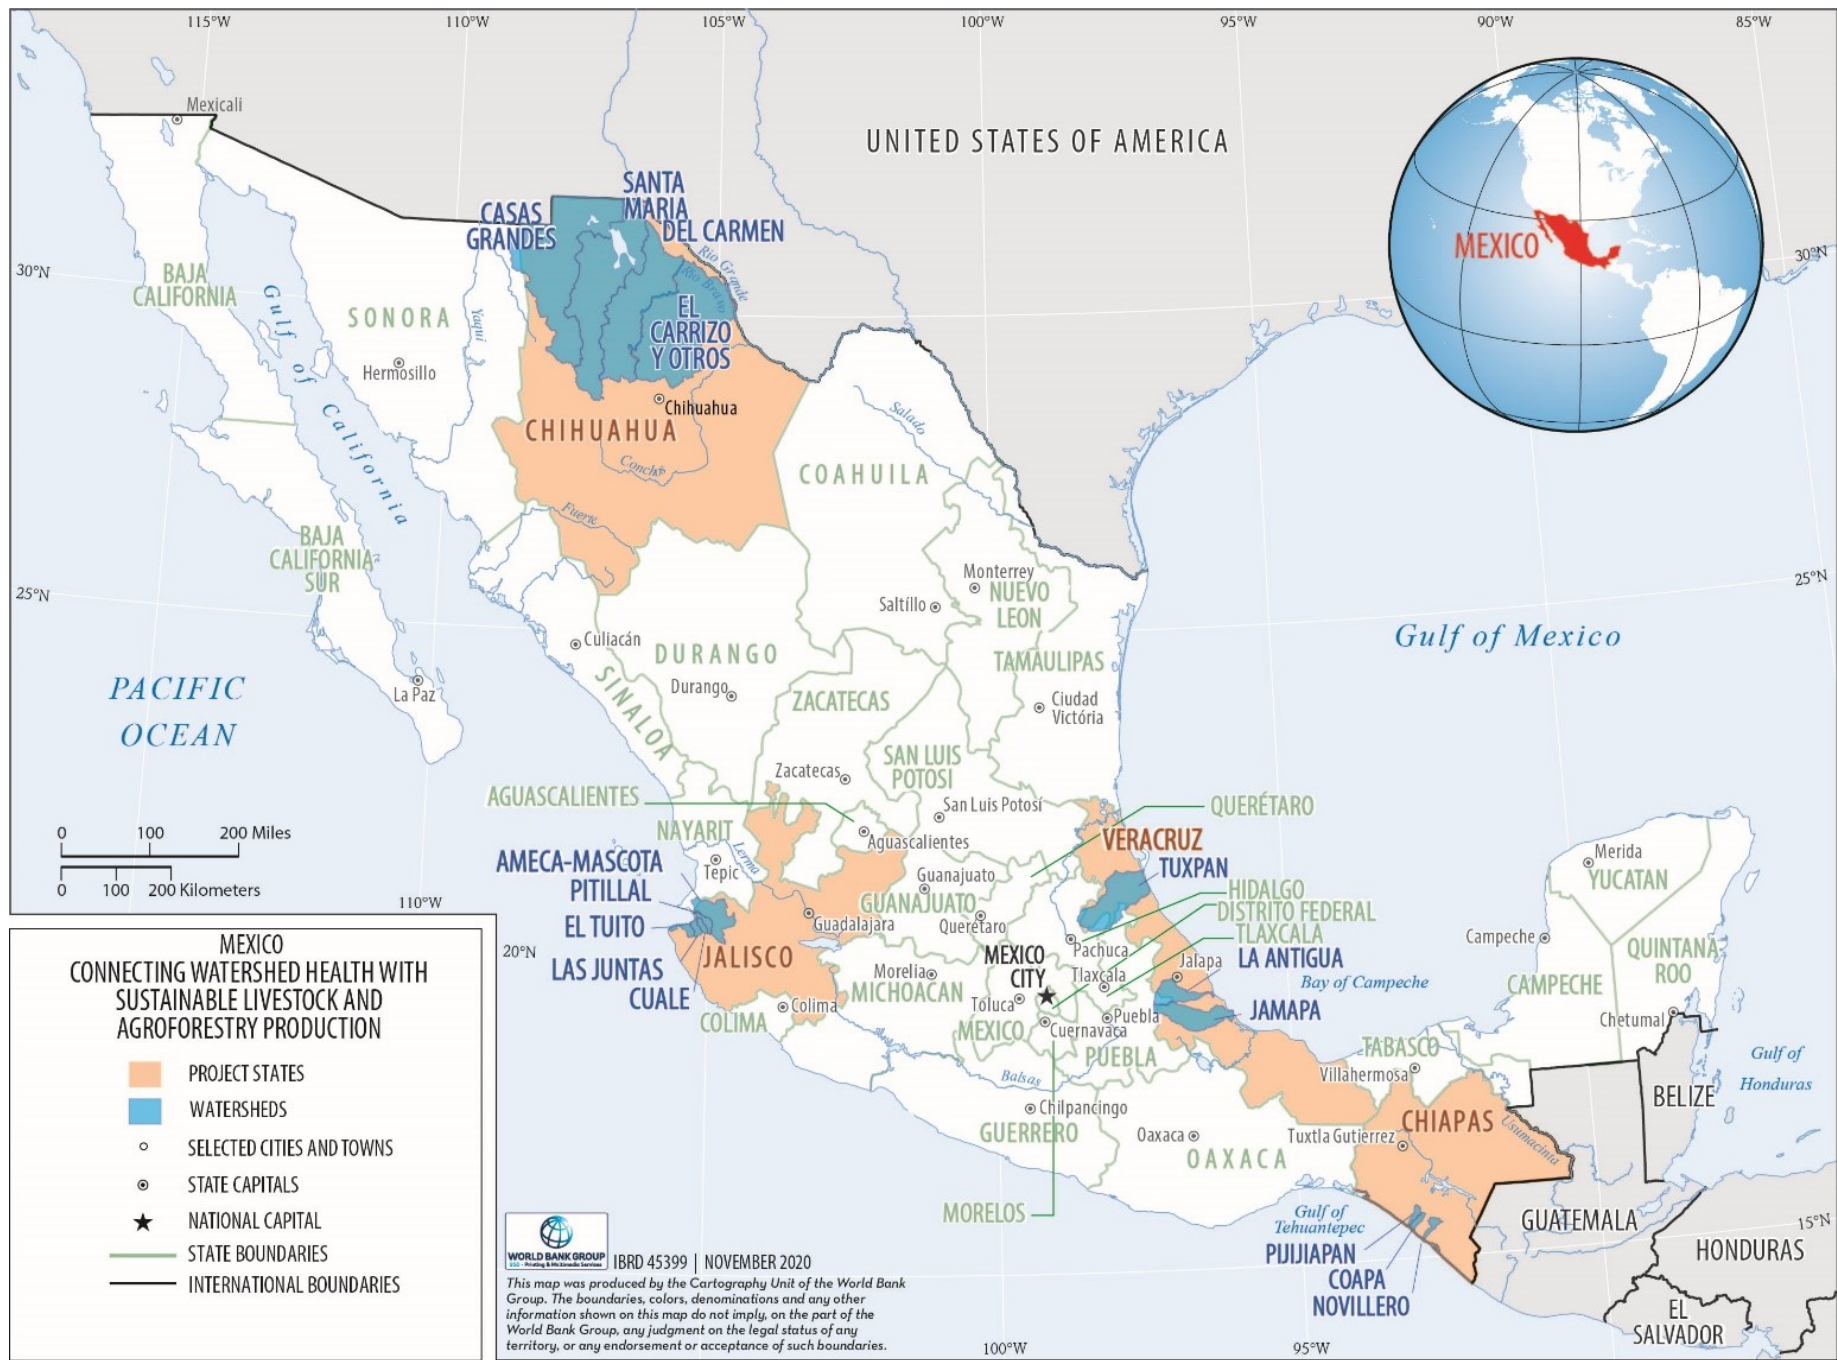 115°W
110°W
105°W
100°W
95°W
90°W
85°W
Mexicali
UNITED STATES OF AMERICA
MEXICO
SANTA
MARIA
CASAS
GRANDES
DEL CARMEN
Rio Grande
Rio Bravo
30°N
30°N
BAJA
CALIFORNIA
Gulf of California
SONORA
Yaqui
Hermosillo
EL
CARRIZO
Y OTROS
Chihuahua
CHIHUAHUA
Conchos
Salado
COAHUILA
Fuerte
BAJA
CALIFORNIA
SUR
25°N
25°N
Monterrey
NUEVO
LEON
Saltíllo
Culiacán
DURANGO
Durango
TAMAULIPAS
Gulf of Mexico
PACIFIC
OCEAN
La Paz
SINALOA
ZACATECAS
Ciudad
Victória
SAN LUIS
POTOSI
Zacatecas
AGUASCALIENTES
San Luis Potosí
QUERÉTARO
0 100 200 Miles
0 100 200 Kilometers
NAYARIT
Aguascalientes
VERACRUZ
TUXPAN
AMECA-MASCOTA
PITILLAL
EL TUITO
LAS JUNTAS
CUALE
Tepic
Lerma
Guanajuato
GUANAJUATO
Querétaro
Guadalajara
JALISCO
HIDALGO
DISTRITO FEDERAL
TLAXCALA
Merida
YUCATAN
110°W
20°N
MEXICO
CITY
Pachuca
Tlaxcala
Jalapa
LA ANTIGUA
Bay of Campeche
Campeche
CAMPECHE
QUINTANA
ROO
Morelia
MICHOACAN
Colima
COLIMA
Toluca
MEXICO
Cuernavaca
Puebla
PUEBLA
JAMAPA
Chetumal
TABASCO
Villahermosa
Gulf of
Honduras
BELIZE
Balsas
Chilpancingo
GUERRERO
Oaxaca
OAXACA
Tuxtla Gutierrez
CHIAPAS
Usumacinta
MORELOS
Gulf of
Tehuantepec
PIJIJIAPAN
COAPA
NOVILLERO
GUATEMALA
15°N
HONDURAS
EL
SALVADOR
100°W
95°W
MEXICO
CONNECTING WATERSHED HEALTH WITH
SUSTAINABLE LIVESTOCK AND
AGROFORESTRY PRODUCTION
PROJECT STATES
WATERSHEDS
SELECTED CITIES AND TOWNS
STATE CAPITALS
NATIONAL CAPITAL
STATE BOUNDARIES
INTERNATIONAL BOUNDARIES
WORLD BANK GROUP
Printing & Multimedia Services
IBRD 45399 | NOVEMBER 2020
This map was produced by the Cartography Unit of the World Bank
Group. The boundaries, colors, denominations and any other
information shown on this map do not imply, on the part of the
World Bank Group, any judgment on the legal status of any
territory, or any endorsement or acceptance of such boundaries.